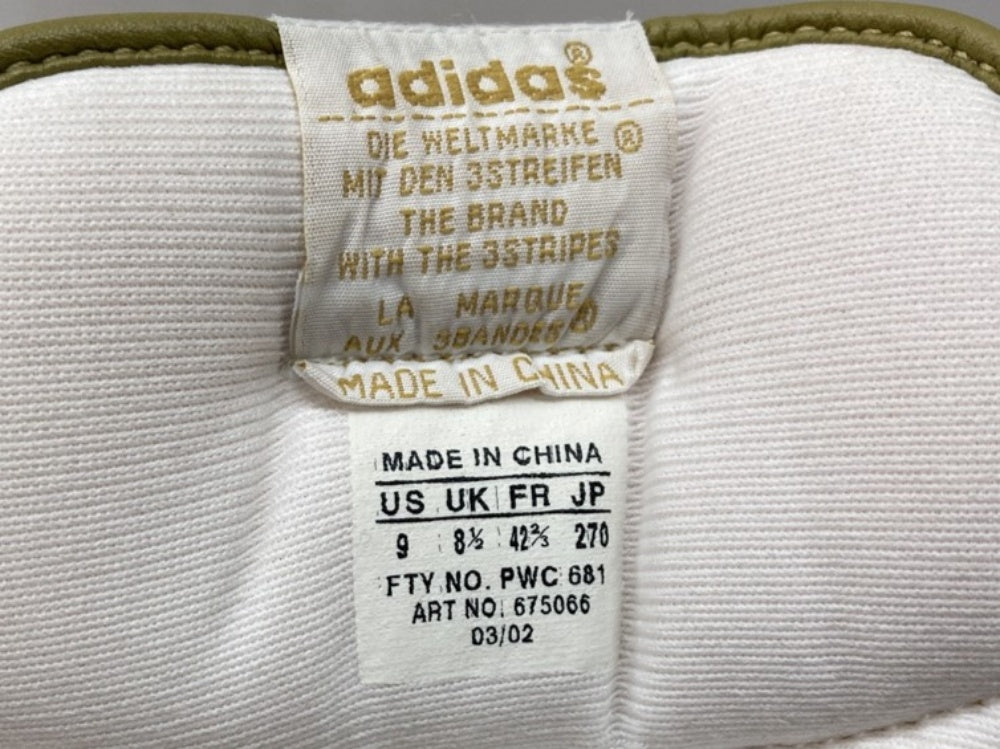 adidas®
DIE WELTMARKE ®
MIT DEN 3STREIFEN
THE BRAND
WITH THE 3STRIPES
LA MARQUE
AUX 3BANDES ®
MADE IN CHINA
MADE IN CHINA
US UK FR JP
9 8½ 42⅔ 270
FTY NO. PWC 681
ART NO. 675066
03/02